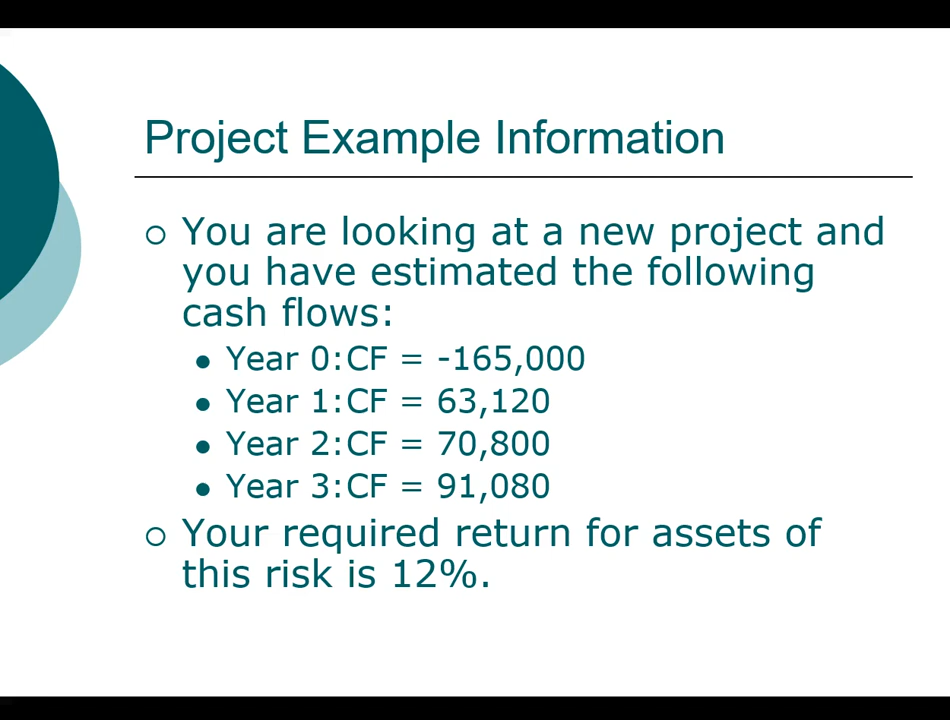 Project Example Information
You are looking at a new project and
you have estimated the following
cash flows:
Year 0:CF = -165,000
Year 1:CF = 63,120
Year 2:CF = 70,800
Year 3:CF = 91,080
Your required return for assets of
this risk is 12%.